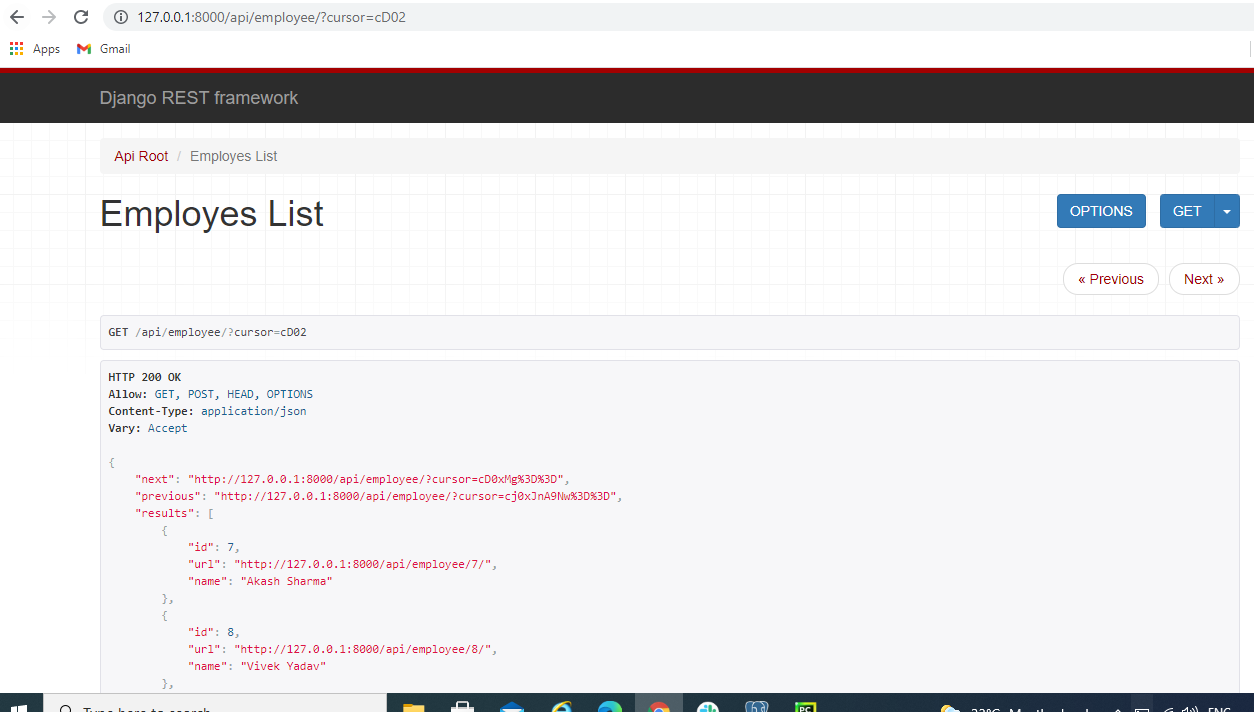 127.0.0.1:8000/api/employee/?cursor=cD02
Apps Gmail
Django REST framework
Api Root / Employes List
Employes List
OPTIONS GET
« Previous Next »
GET /api/employee/?cursor=cD02
HTTP 200 OK
Allow: GET, POST, HEAD, OPTIONS
Content-Type: application/json
Vary: Accept
{
"next": "http://127.0.0.1:8000/api/employee/?cursor=cD0xMg%3D%3D",
"previous": "http://127.0.0.1:8000/api/employee/?cursor=cj0xJnA9Nw%3D%3D",
"results": [
{
"id": 7,
"url": "http://127.0.0.1:8000/api/employee/7/",
"name": "Akash Sharma"
},
{
"id": 8,
"url": "http://127.0.0.1:8000/api/employee/8/",
"name": "Vivek Yadav"
},
Type here to search
PC
ENG